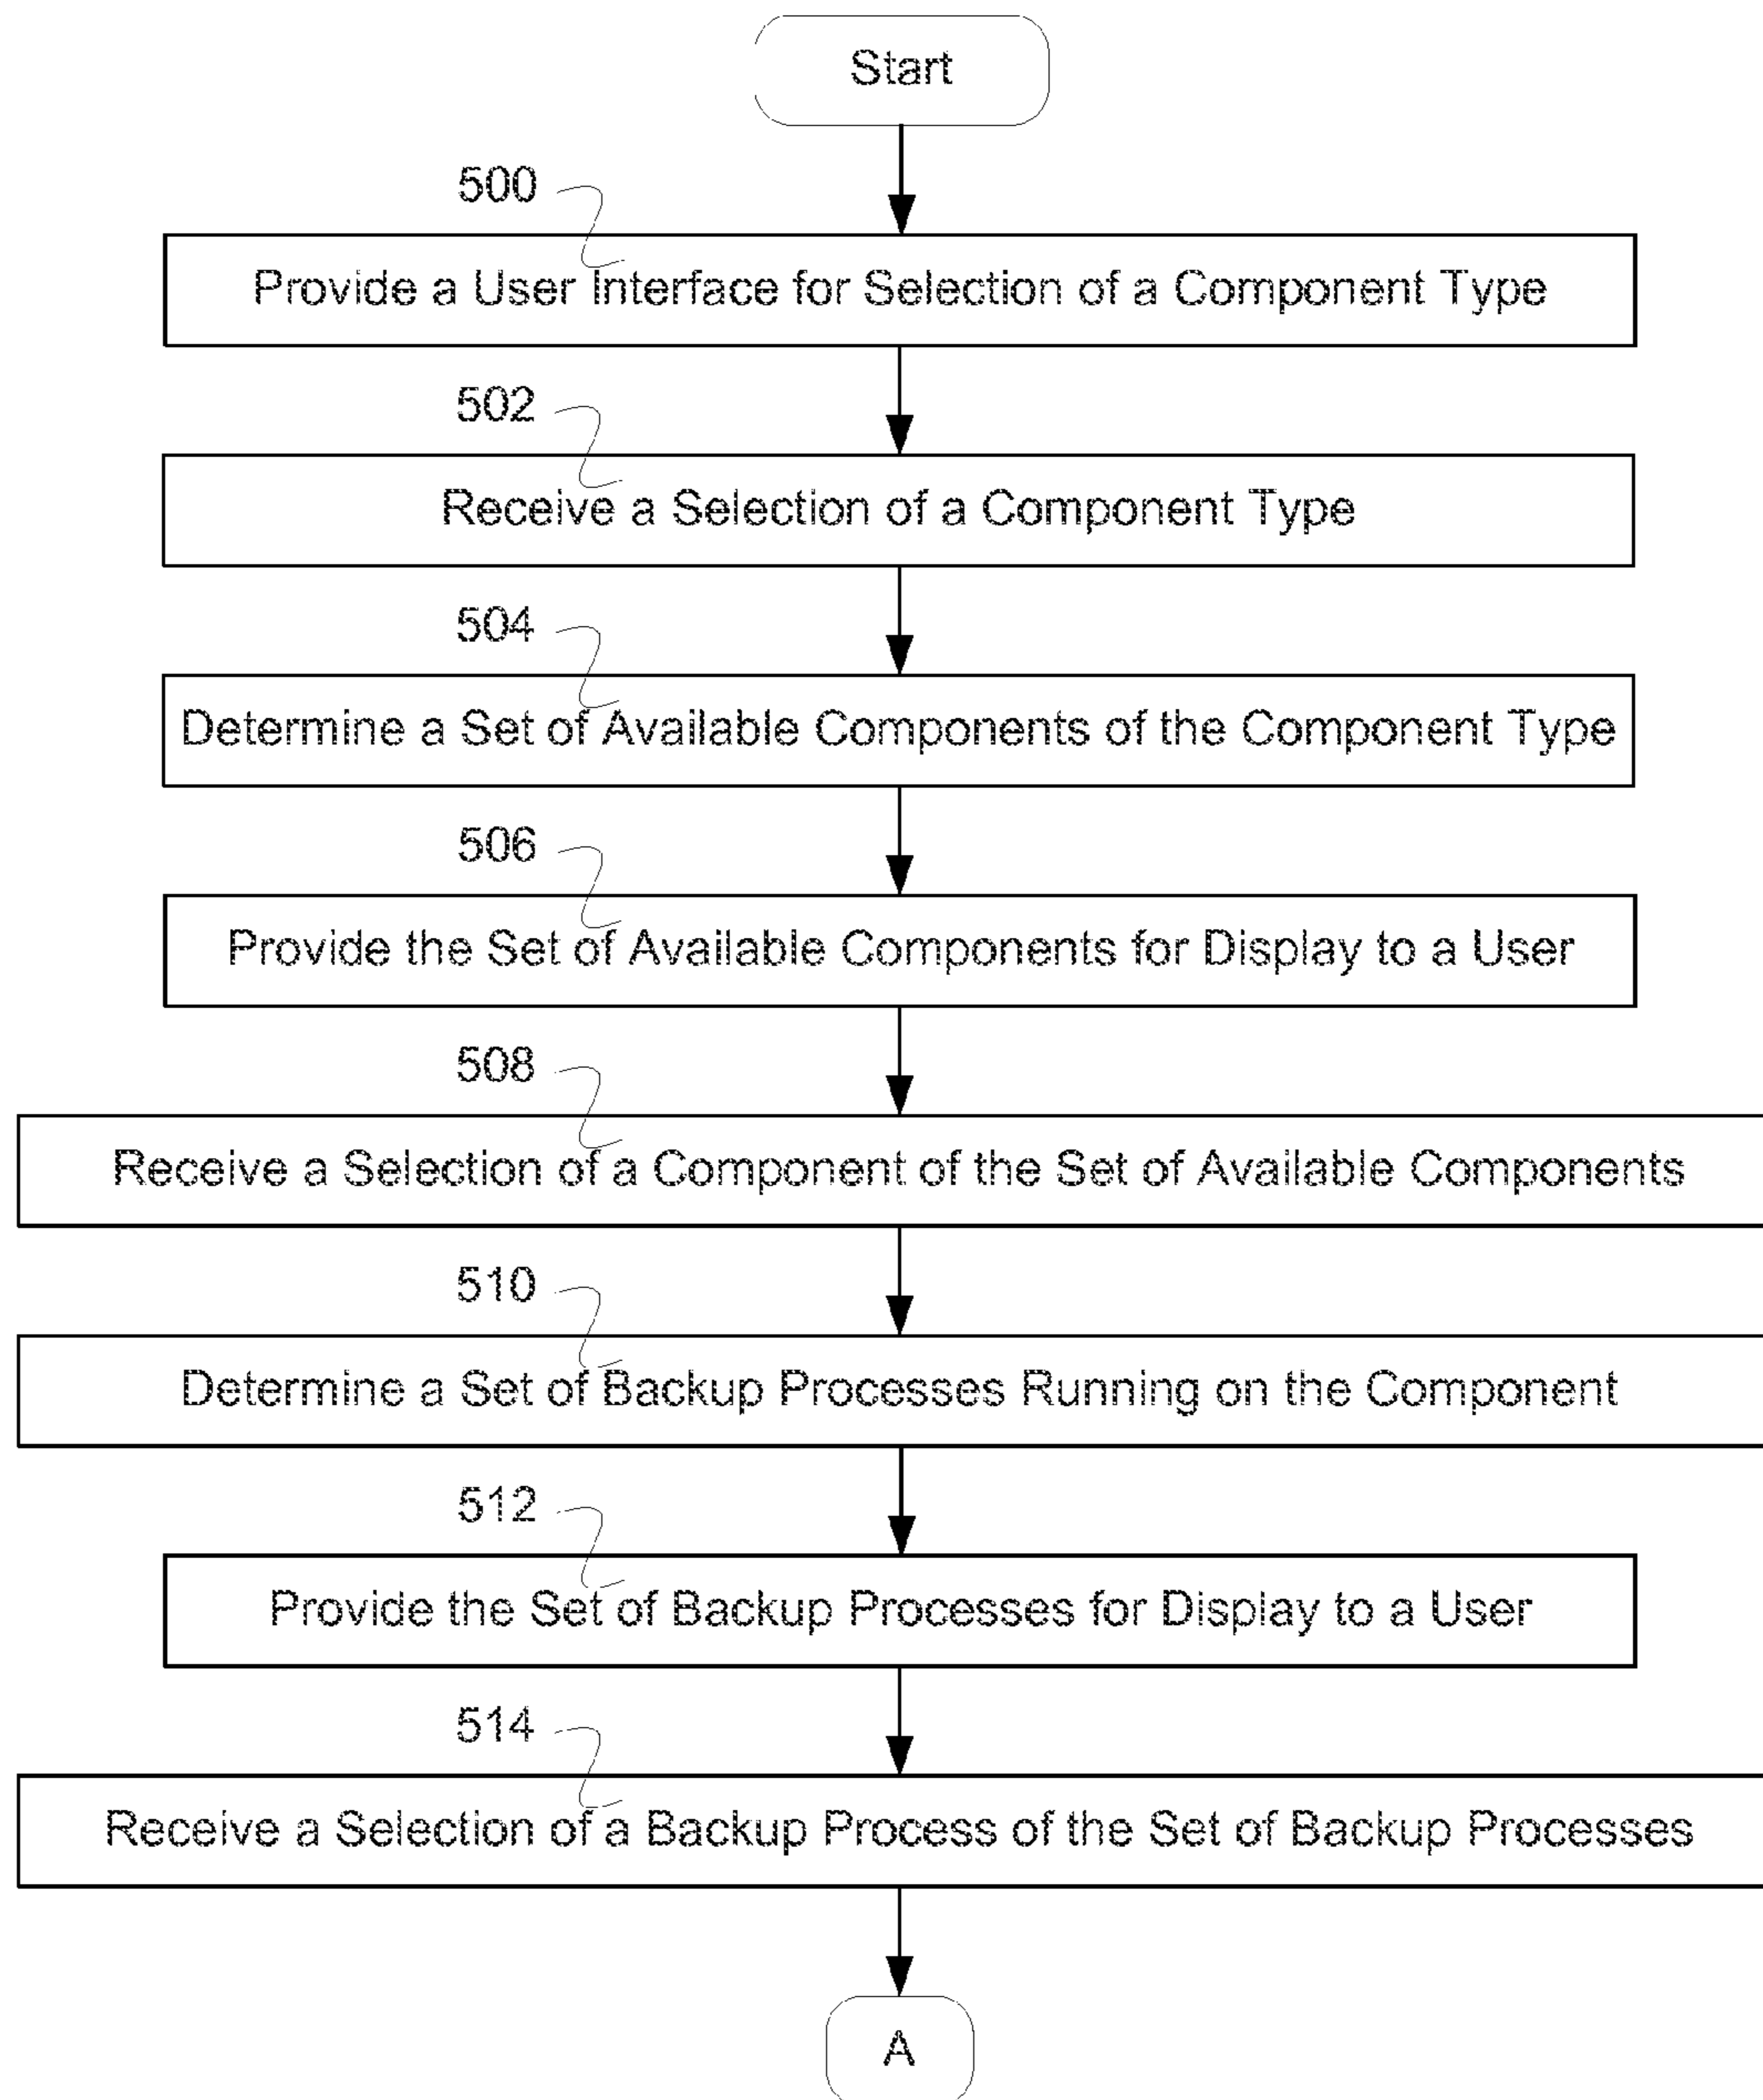 Start
500
Provide a User Interface for Selection of a Component Type
502
Receive a Selection of a Component Type
504
Determine a Set of Available Components of the Component Type
506
Provide the Set of Available Components for Display to a User
508
Receive a Selection of a Component of the Set of Available Components
510
Determine a Set of Backup Processes Running on the Component
512
Provide the Set of Backup Processes for Display to a User
514
Receive a Selection of a Backup Process of the Set of Backup Processes
A